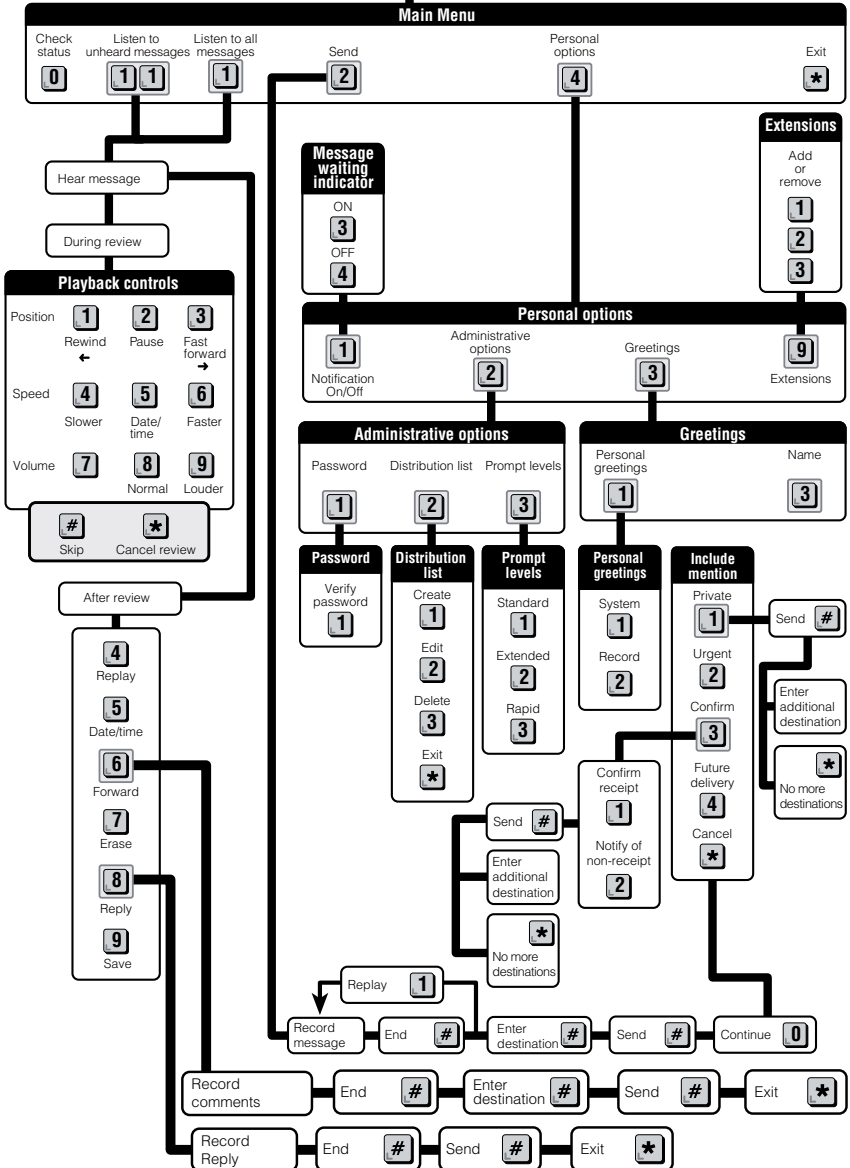 Main Menu
Check
status
0
Listen to
unheard messages
1 1
Listen to all
messages
1
Send
2
Personal
options
4
Exit
*
Hear message
During review
Playback controls
Position
1
Rewind
←
2
Pause
3
Fast
forward
→
Speed
4
Slower
5
Date/
time
6
Faster
Volume
7
8
Normal
9
Louder
#
Skip
*
Cancel review
After review
4
Replay
5
Date/time
6
Forward
7
Erase
8
Reply
9
Save
Message
waiting
indicator
ON
3
OFF
4
Extensions
Add
or
remove
1
2
3
Personal options
1
Notification
On/Off
Administrative
options
2
Greetings
3
9
Extensions
Administrative options
Password
1
Distribution list
2
Prompt levels
3
Greetings
Personal
greetings
1
Name
3
Password
Verify
password
1
Distribution
list
Create
1
Edit
2
Delete
3
Exit
*
Prompt
levels
Standard
1
Extended
2
Rapid
3
Personal
greetings
System
1
Record
2
Include
mention
Private
1
Urgent
2
Confirm
3
Future
delivery
4
Cancel
*
Send #
Enter
additional
destination
*
No more
destinations
Confirm
receipt
1
Notify of
non-receipt
2
Send #
Enter
additional
destination
*
No more
destinations
Replay 1
Record
message
End #
Enter
destination #
Send #
Continue 0
Record
comments
End #
Enter
destination #
Send #
Exit *
Record
Reply
End #
Send #
Exit *